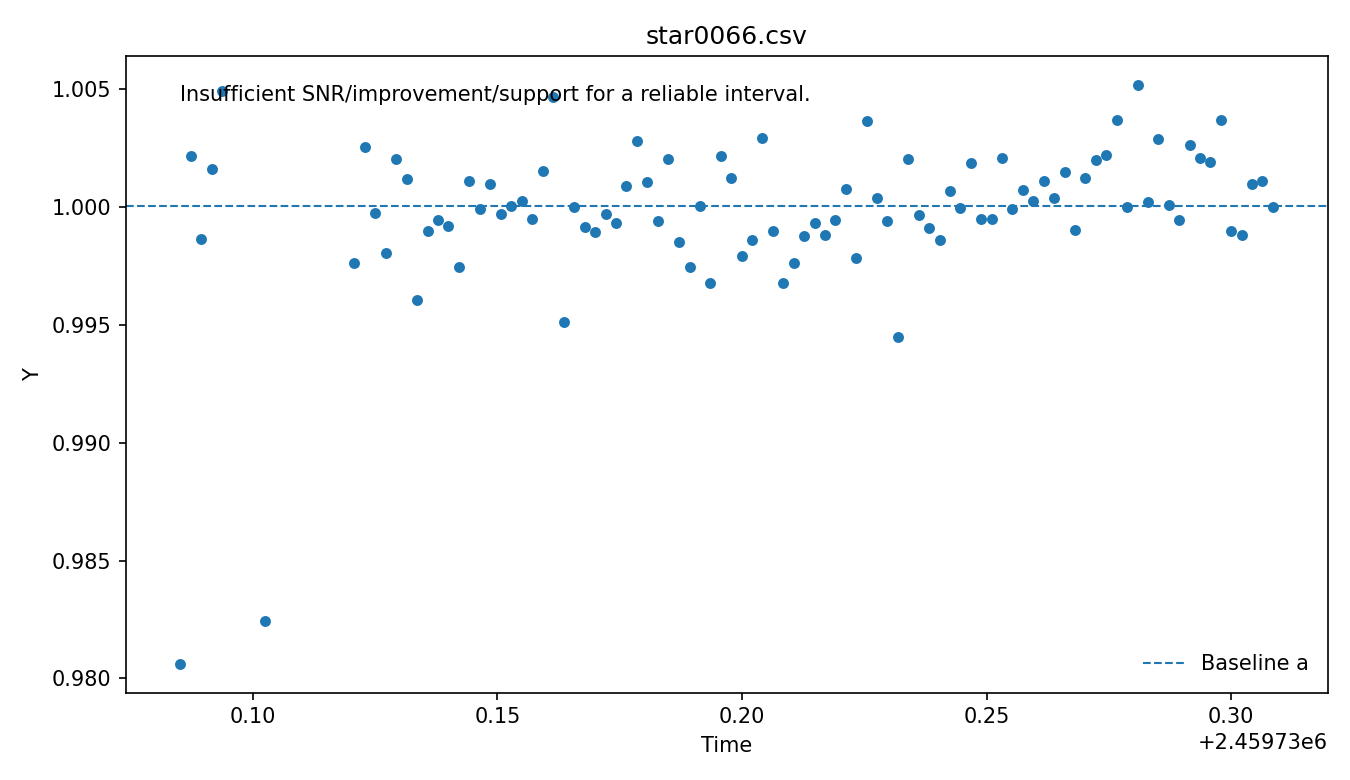 star0066.csv
Insufficient SNR/improvement/support for a reliable interval.
1.005
1.000
0.995
0.990
0.985
0.980
Y
Baseline a
0.10 0.15 0.20 0.25 0.30
Time
+2.45973e6